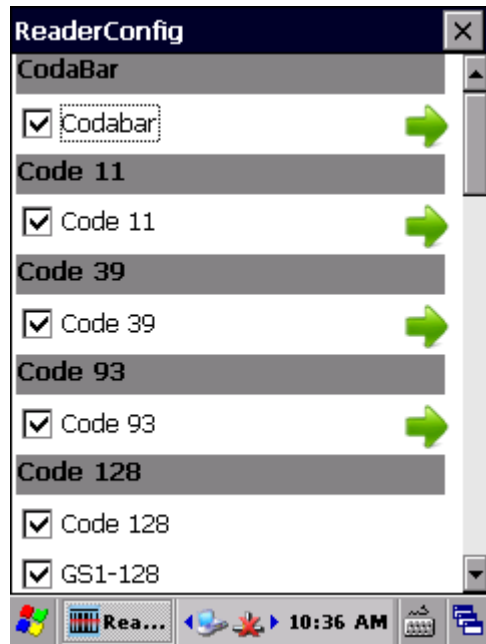 ReaderConfig
CodaBar
Codabar
Code 11
Code 11
Code 39
Code 39
Code 93
Code 93
Code 128
Code 128
GS1-128
Rea... 10:36 AM